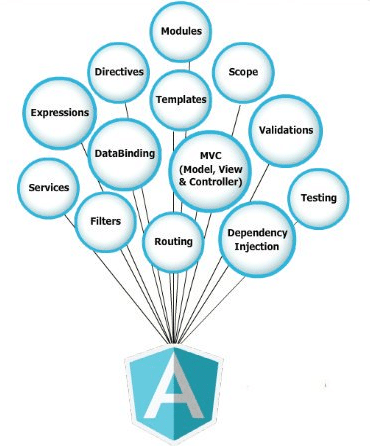 Modules
Directives
Scope
Templates
Expressions
Validations
DataBinding
MVC
(Model, View
& Controller)
Services
Testing
Filters
Routing
Dependency
Injection
A